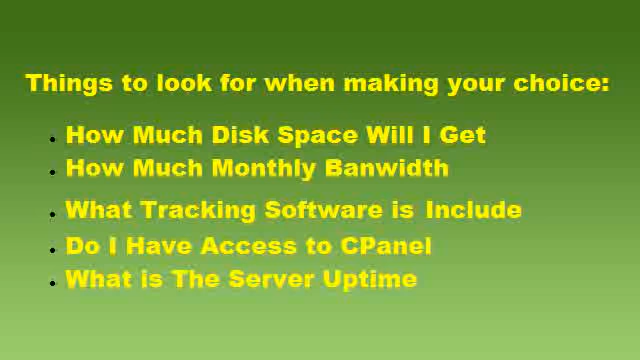 Things to look for when making your choice:
How Much Disk Space Will I Get
How Much Monthly Banwidth
What Tracking Software is Include
Do I Have Access to CPanel
What is The Server Uptime